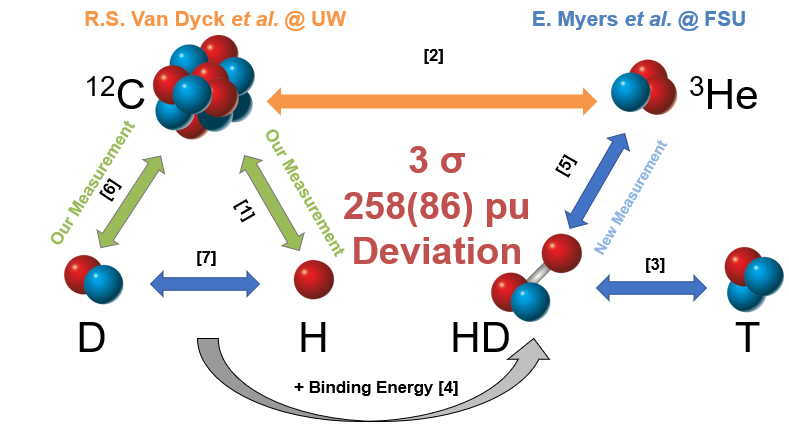 R.S. Van Dyck et al. @ UW
E. Myers et al. @ FSU
[2]
12C
3He
Our Measurement
[6]
[1]
Our Measurement
3 σ
258(86) pu
Deviation
[5]
New Measurement
[7]
[3]
D
H
HD
T
+ Binding Energy [4]